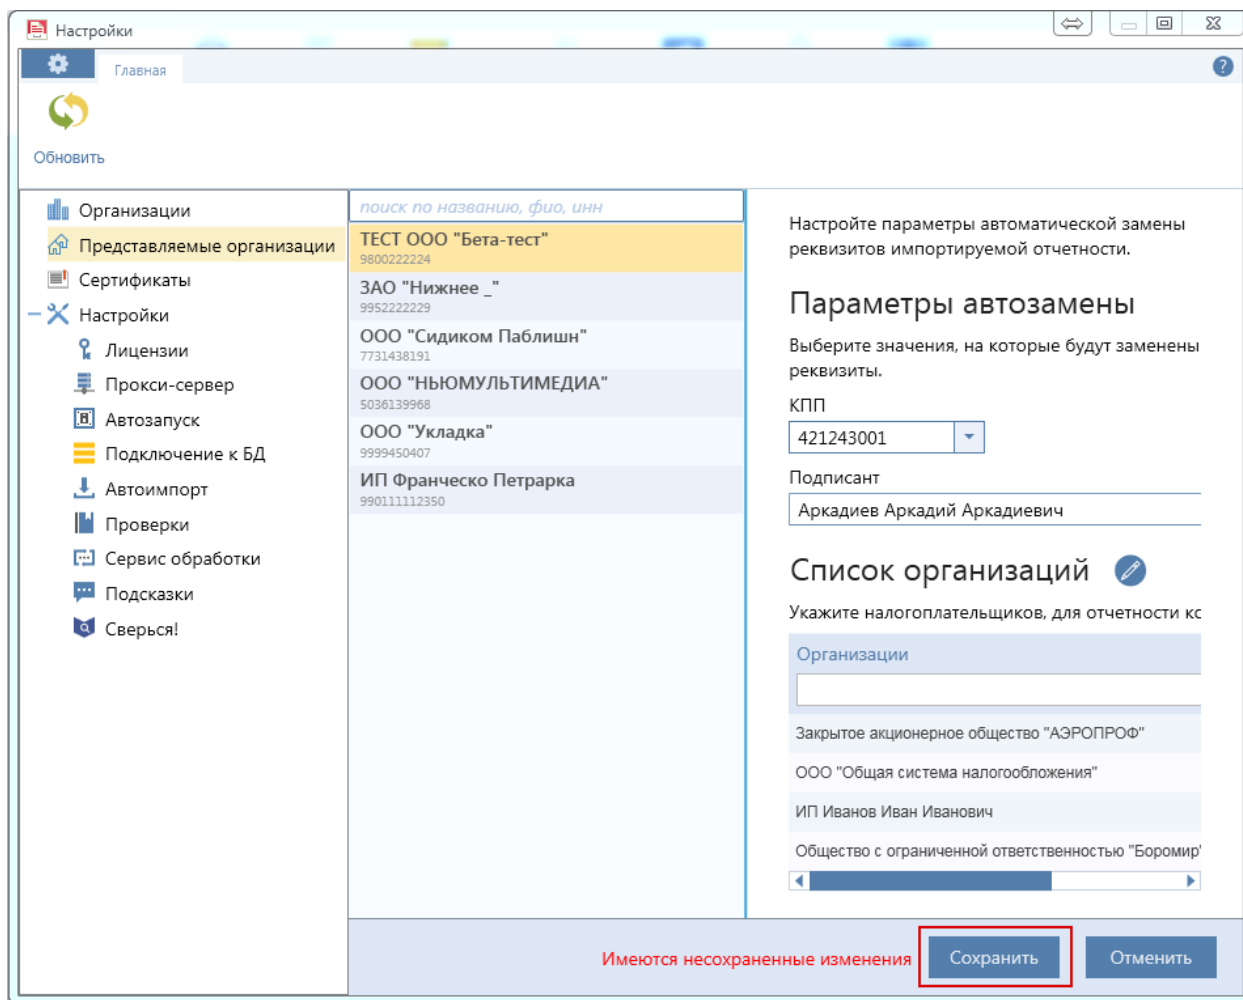 Настройки
Главная
?
Обновить
Организации
Представляемые организации
Сертификаты
Настройки
Лицензии
Прокси-сервер
Автозапуск
Подключение к БД
Автоимпорт
Проверки
Сервис обработки
Подсказки
Сверься!
поиск по названию, фио, инн
ТЕСТ ООО "Бета-тест"
9800222224
ЗАО "Нижнее _"
9952222229
ООО "Сидиком Паблишн"
7731438191
ООО "НЬЮМУЛЬТИМЕДИА"
5036139968
ООО "Укладка"
9999450407
ИП Франческо Петрарка
990111112350
Настройте параметры автоматической замены
реквизитов импортируемой отчетности.
Параметры автозамены
Выберите значения, на которые будут заменены
реквизиты.
КПП
421243001
Подписант
Аркадиев Аркадий Аркадиевич
Список организаций
Укажите налогоплательщиков, для отчетности кс
Организации
Закрытое акционерное общество "АЭРОПРОФ"
ООО "Общая система налогообложения"
ИП Иванов Иван Иванович
Общество с ограниченной ответственностью "Боромир"
Имеются несохраненные изменения
Сохранить
Отменить